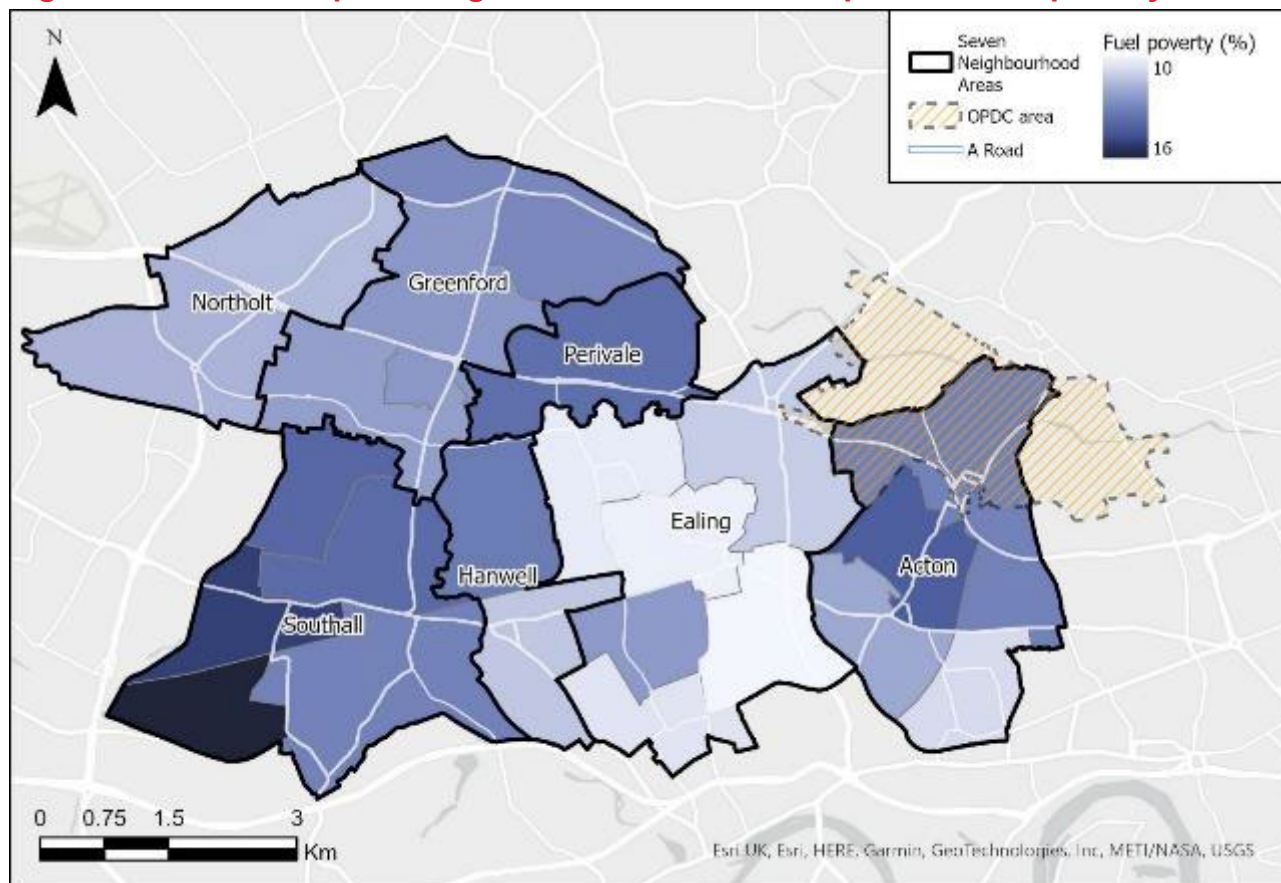 N
Seven
Neighbourhood
Areas
OPDC area
A Road
Fuel poverty (%)
10
16
Northolt
Greenford
Perivale
Ealing
Hanwell
Acton
Southall
0 0.75 1.5 3
Km
Esri UK, Esri, HERE, Garmin, GeoTechnologies, Inc, METI/NASA, USGS